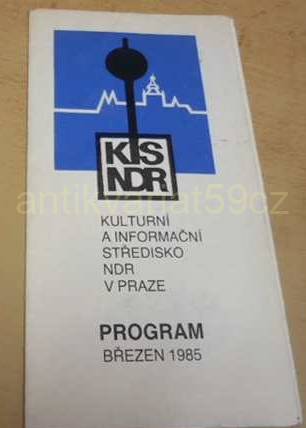 KIS
NDR
antikvariat59cz
KULTURNÍ
A INFORMAČNÍ
STŘEDISKO
NDR
V PRAZE
PROGRAM
BŘEZEN 1985